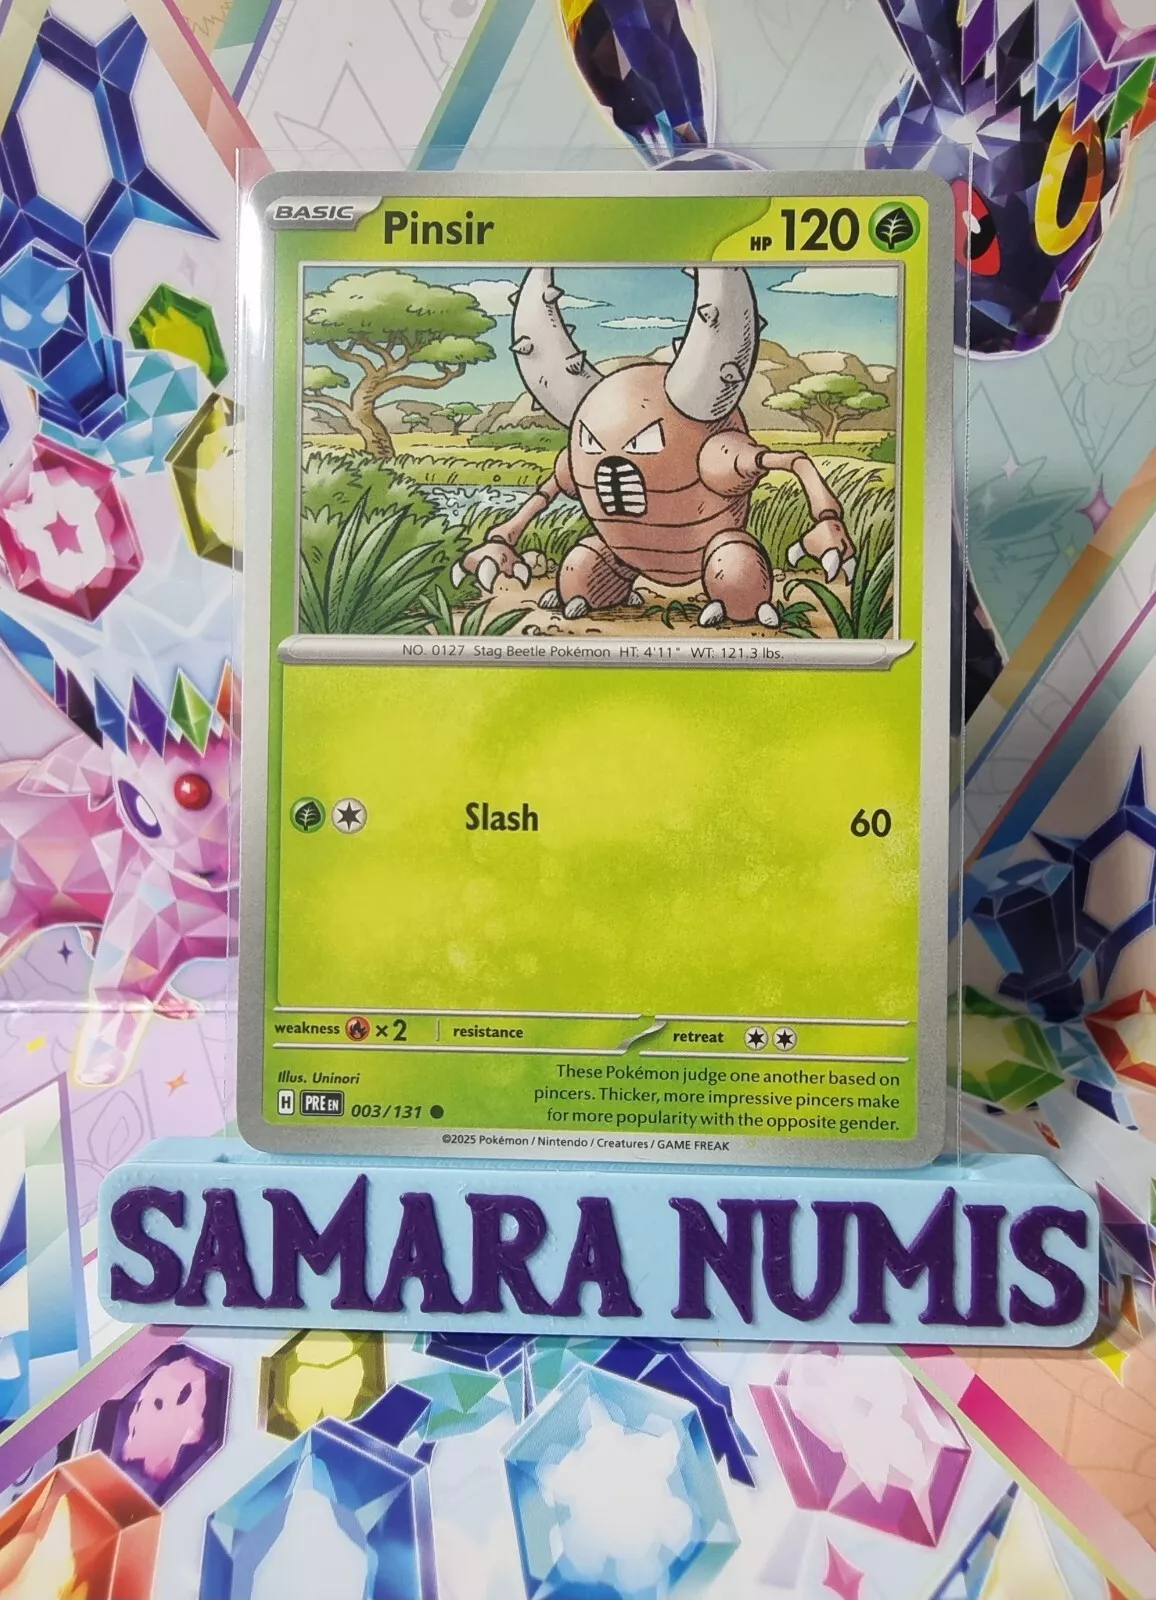 BASIC Pinsir HP 120
NO. 0127 Stag Beetle Pokémon HT: 4'11" WT: 121.3 lbs.
Slash 60
weakness ×2 resistance retreat
Illus. Uninori
H PRE EN 003/131
These Pokémon judge one another based on
pincers. Thicker, more impressive pincers make
for more popularity with the opposite gender.
©2025 Pokémon / Nintendo / Creatures / GAME FREAK
SAMARA NUMIS